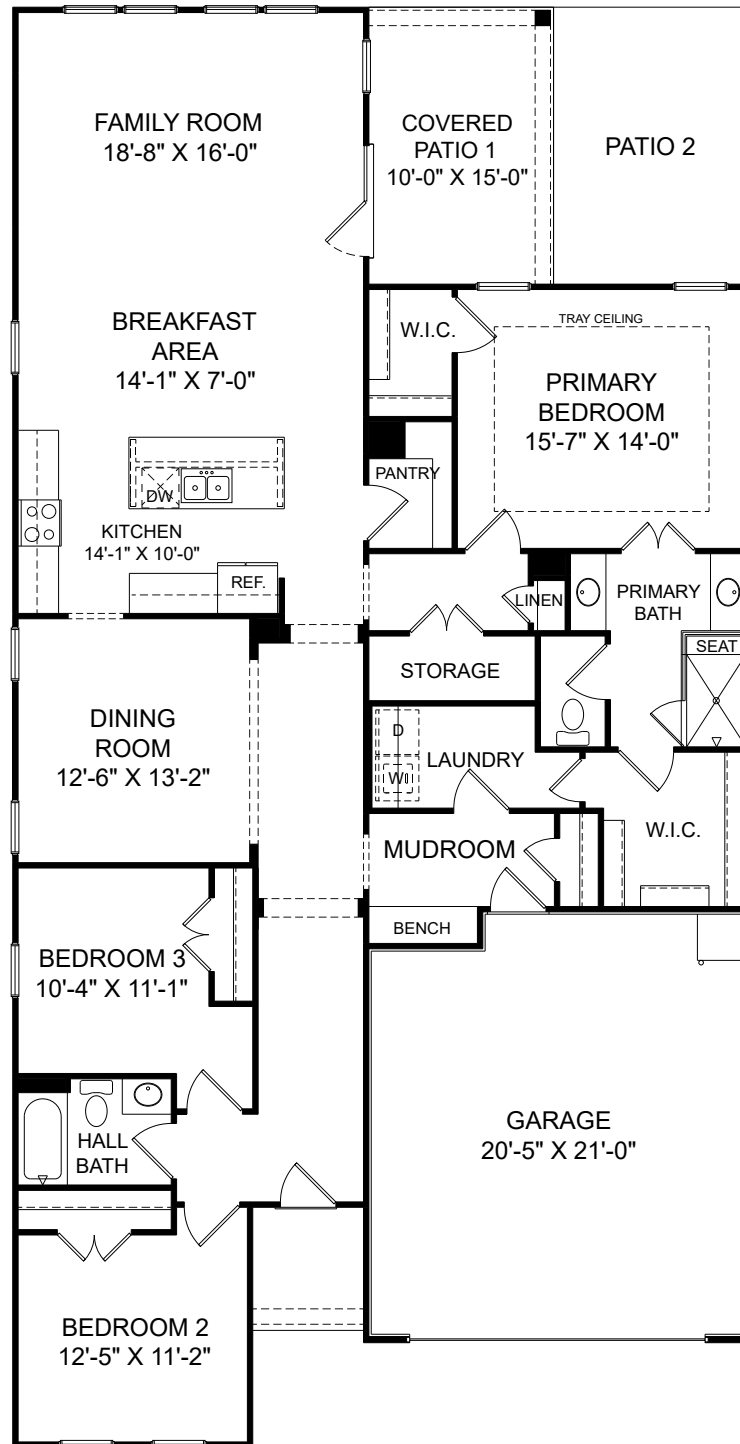 FAMILY ROOM
18'-8" X 16'-0"
COVERED
PATIO 1
10'-0" X 15'-0"
PATIO 2
BREAKFAST
AREA
14'-1" X 7'-0"
W.I.C.
TRAY CEILING
PRIMARY
BEDROOM
15'-7" X 14'-0"
PANTRY
DW
KITCHEN
14'-1" X 10'-0"
REF.
LINEN
PRIMARY
BATH
SEAT
STORAGE
DINING
ROOM
12'-6" X 13'-2"
D
LAUNDRY
W
W.I.C.
MUDROOM
BENCH
BEDROOM 3
10'-4" X 11'-1"
HALL
BATH
GARAGE
20'-5" X 21'-0"
BEDROOM 2
12'-5" X 11'-2"